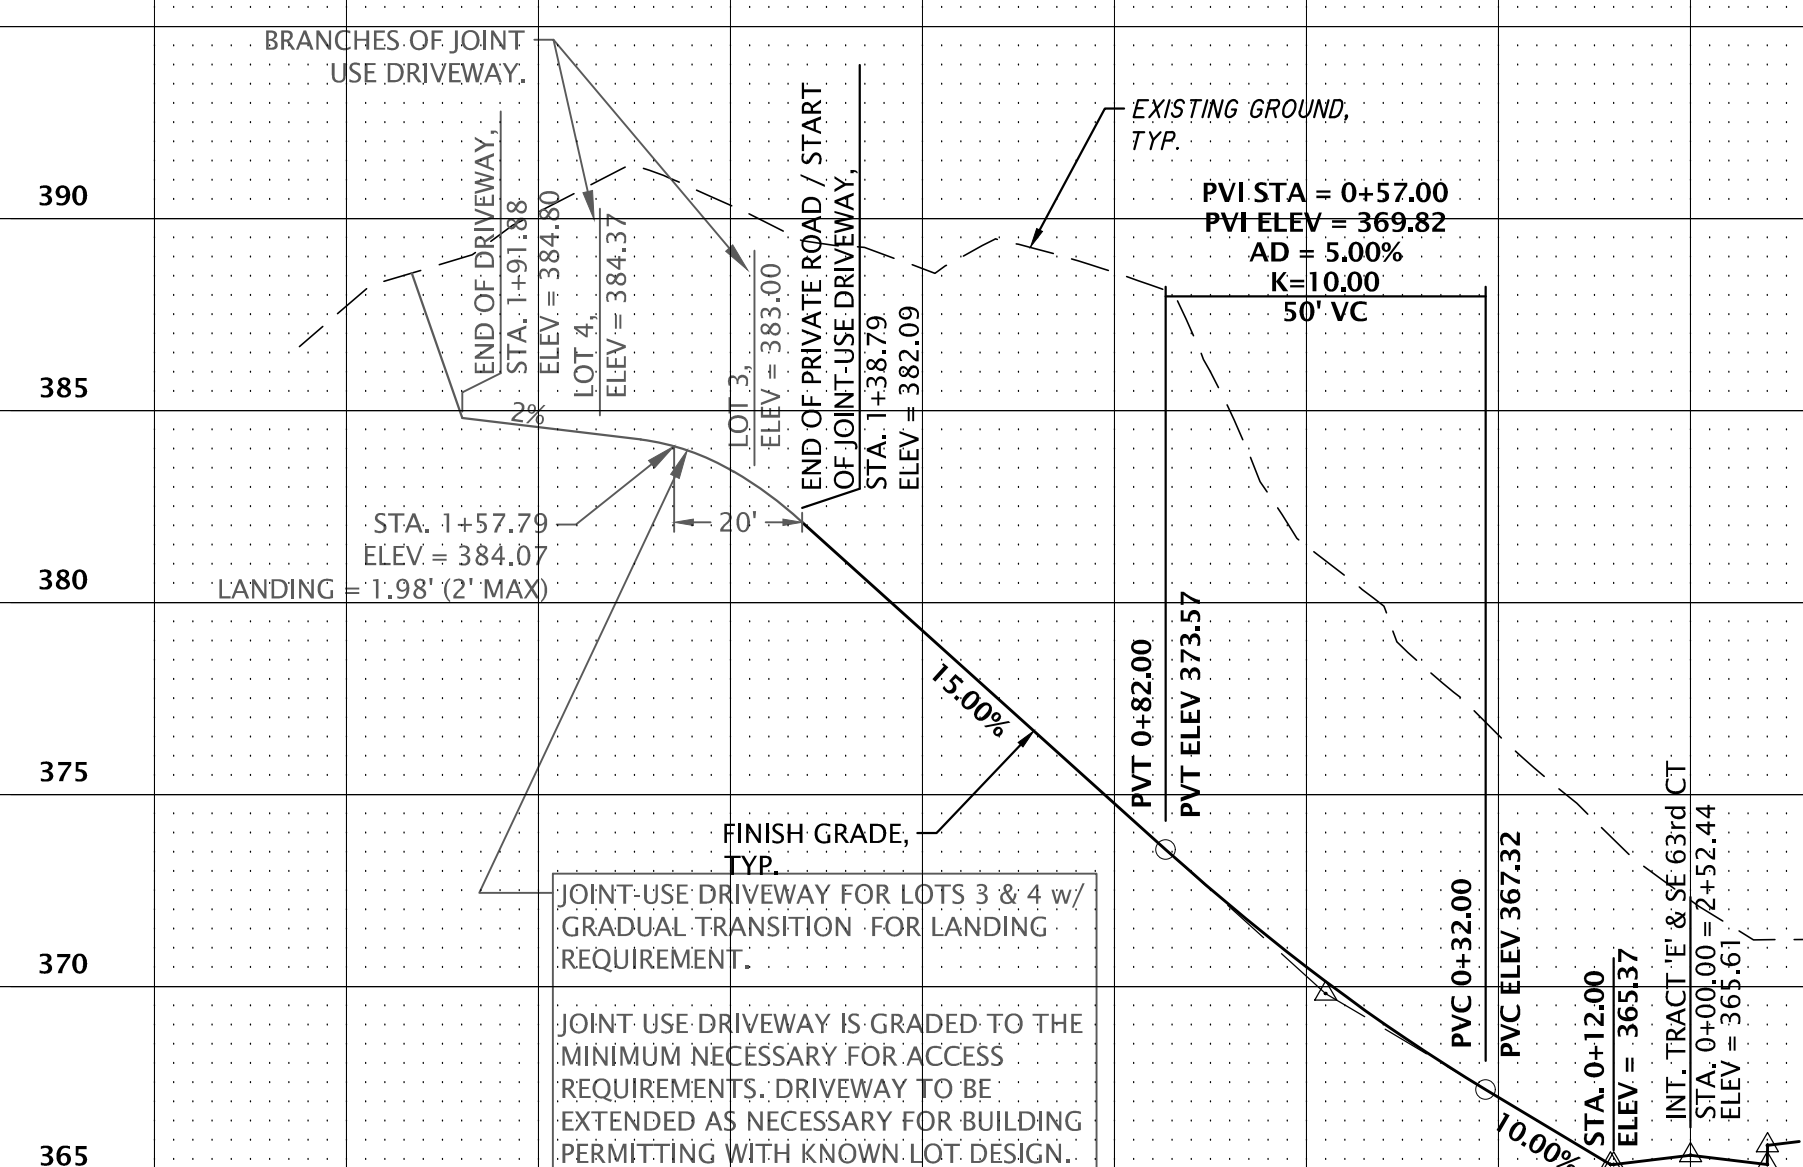 BRANCHES OF JOINT
USE DRIVEWAY.
END OF DRIVEWAY,
STA. 1+91.88
ELEV = 384.80
LOT 4,
ELEV = 384.37
LOT 3,
ELEV = 383.00
END OF PRIVATE ROAD / START
OF JOINT-USE DRIVEWAY,
STA. 1+38.79
ELEV = 382.09
EXISTING GROUND,
TYP.
PVI STA = 0+57.00
PVI ELEV = 369.82
AD = 5.00%
K=10.00
50' VC
390
385
380
375
370
365
2%
STA. 1+57.79
ELEV = 384.07
LANDING = 1.98' (2' MAX)
20'
15.00%
FINISH GRADE,
TYP.
PVT 0+82.00
PVT ELEV 373.57
PVC 0+32.00
PVC ELEV 367.32
10.00%
STA. 0+12.00
ELEV = 365.37
INT. TRACT 'E' & SE 63rd CT
STA. 0+00.00 = 2+52.44
ELEV = 365.61
JOINT-USE DRIVEWAY FOR LOTS 3 & 4 w/
GRADUAL TRANSITION FOR LANDING
REQUIREMENT.
JOINT USE DRIVEWAY IS GRADED TO THE
MINIMUM NECESSARY FOR ACCESS
REQUIREMENTS. DRIVEWAY TO BE
EXTENDED AS NECESSARY FOR BUILDING
PERMITTING WITH KNOWN LOT DESIGN.